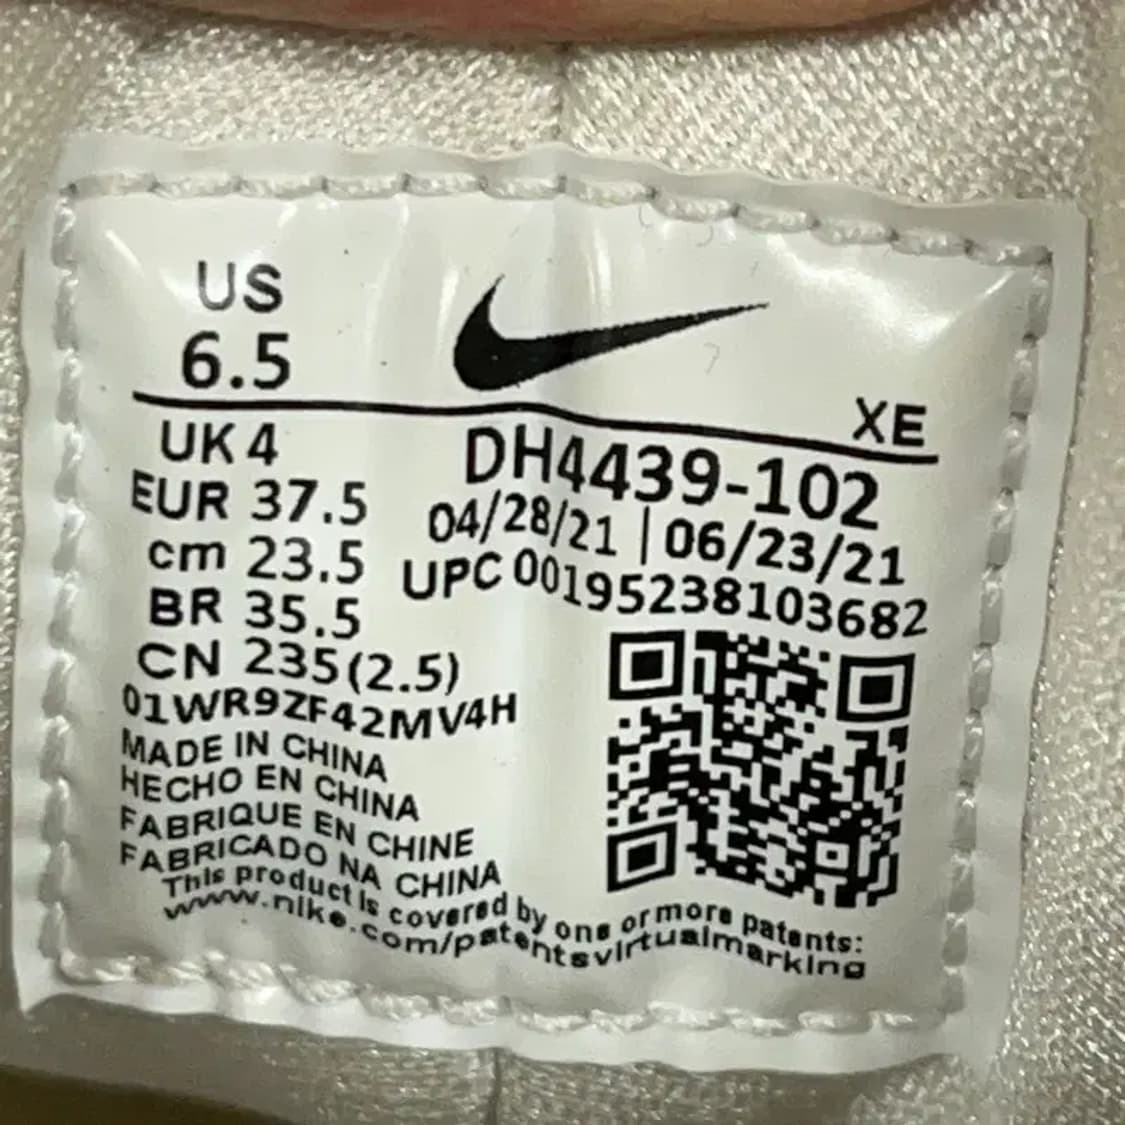 US
6.5
XE
UK 4
DH4439-102
EUR 37.5
04/28/21 | 06/23/21
cm 23.5
UPC 00195238103682
BR 35.5
CN 235(2.5)
01WR9ZF42MV4H
MADE IN CHINA
HECHO EN CHINA
FABRIQUE EN CHINE
FABRICADO NA CHINA
This product is covered by one or more patents:
www.nike.com/patentsvirtualmarking